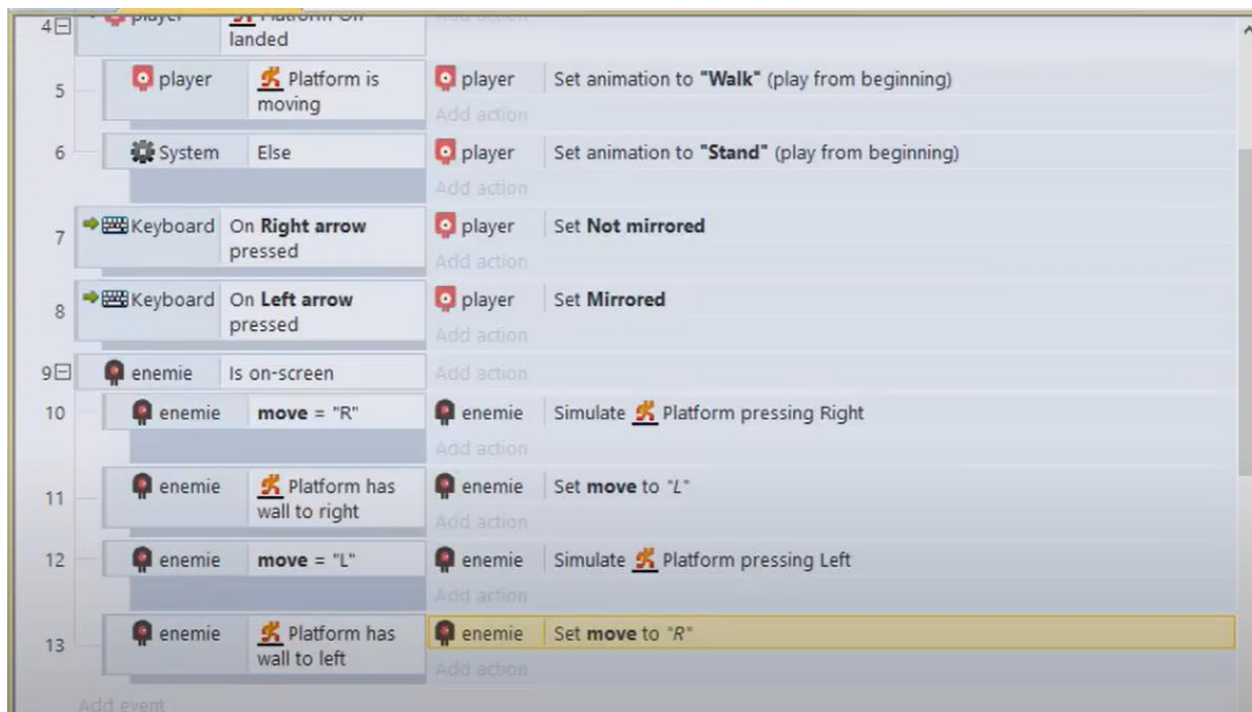 4 player Platform On Add action
landed
5 player Platform is player Set animation to "Walk" (play from beginning)
moving Add action
6 System Else player Set animation to "Stand" (play from beginning)
Add action
7 Keyboard On Right arrow player Set Not mirrored
pressed Add action
8 Keyboard On Left arrow player Set Mirrored
pressed Add action
9 enemie Is on-screen Add action
10 enemie move = "R" enemie Simulate Platform pressing Right
Add action
11 enemie Platform has enemie Set move to "L"
wall to right Add action
12 enemie move = "L" enemie Simulate Platform pressing Left
Add action
13 enemie Platform has enemie Set move to "R"
wall to left Add action
Add event